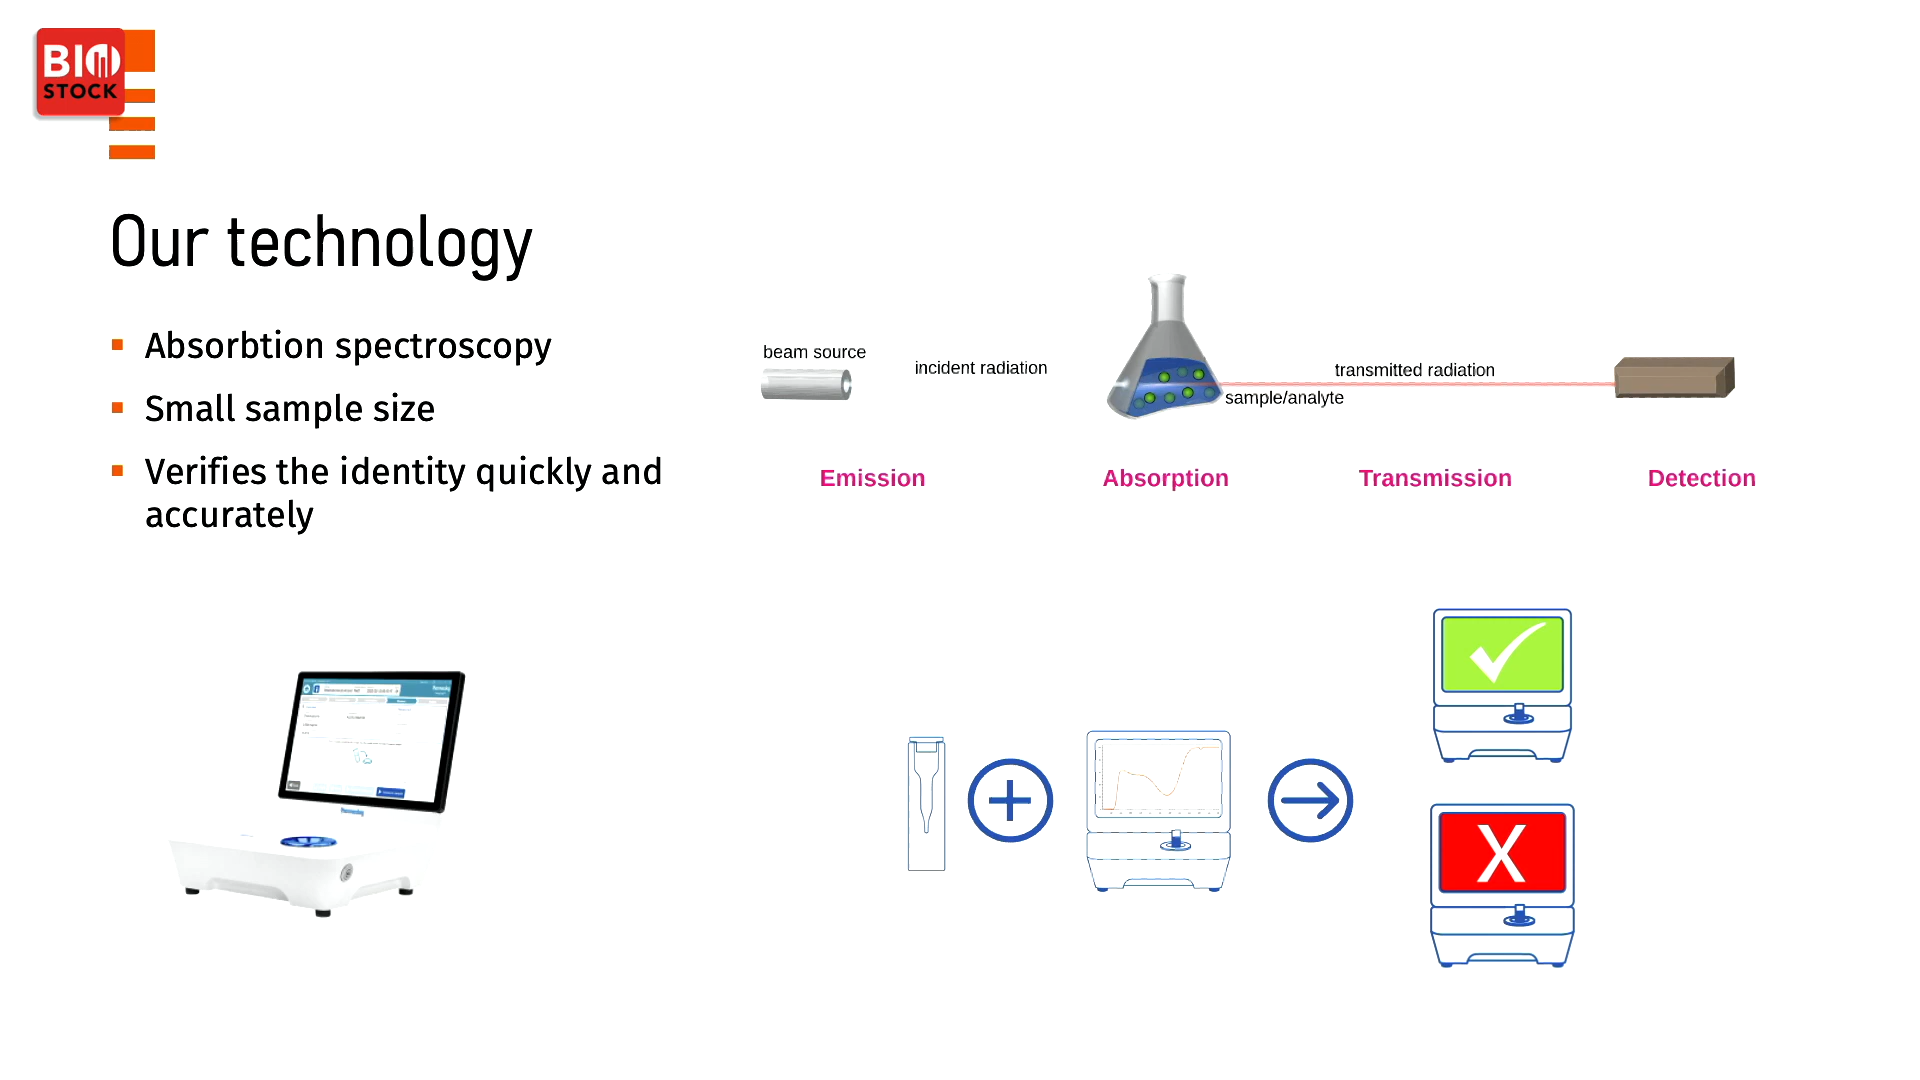 BIO
STOCK
Our technology
Absorbtion spectroscopy
Small sample size
Verifies the identity quickly and
accurately
beam source
incident radiation
transmitted radiation
sample/analyte
Emission
Absorption
Transmission
Detection
X